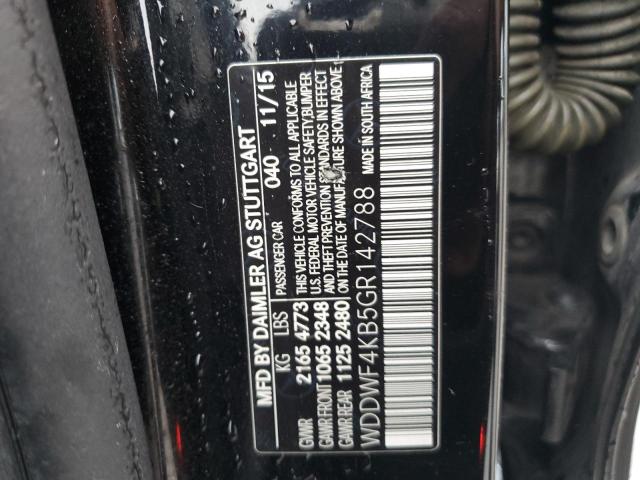 MFD BY DAIMLER AG STUTTGART
PASSENGER CAR 040 11/15
KG LBS
THIS VEHICLE CONFORMS TO ALL APPLICABLE
U.S. FEDERAL MOTOR VEHICLE SAFETY, BUMPER
AND THEFT PREVENTION STANDARDS IN EFFECT
ON THE DATE OF MANUFACTURE SHOWN ABOVE
GVWR 2165 4773
GAWR FRONT 1065 2348
GAWR REAR 1125 2480
WDDWF4KB5GR142788 MADE IN SOUTH AFRICA